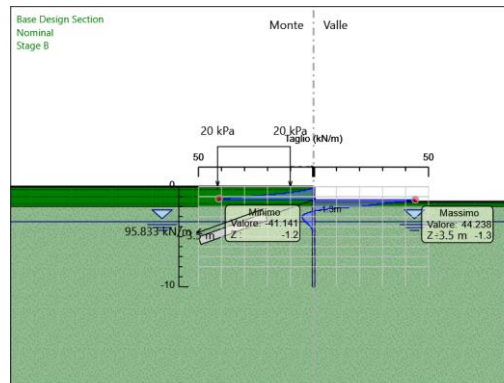 Base Design Section
Nominal
Stage B
Monte
Valle
20 kPa
20 kPa
Taglio (kN/m)
50
50
0
-1.3m
Minimo
Valore: -41.141
Z : -1.2
Massimo
Valore: 44.238
Z -3.5 m -1.3
95.833 kN/m
-3.5 m
-10